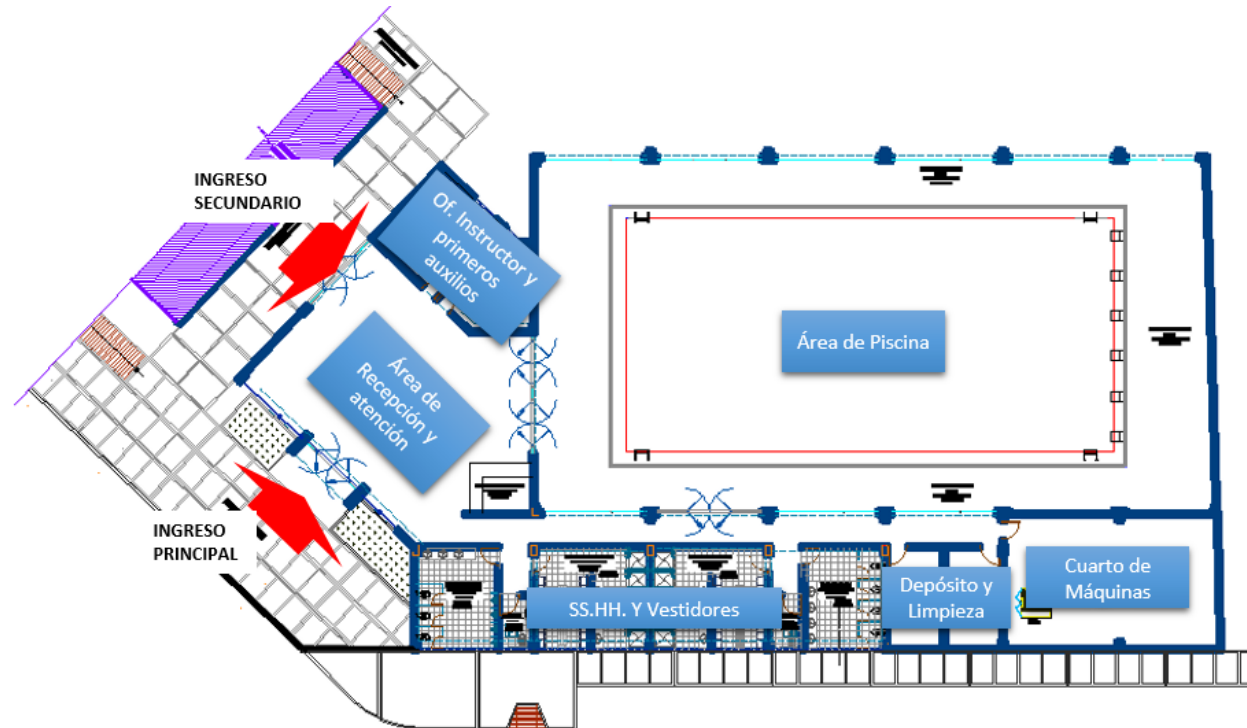 INGRESO
SECUNDARIO
Of. Instructor y
primeros
auxilios
Área de
Recepción y
atención
Área de Piscina
INGRESO
PRINCIPAL
SS.HH. Y Vestidores
Depósito y
Limpieza
Cuarto de
Máquinas